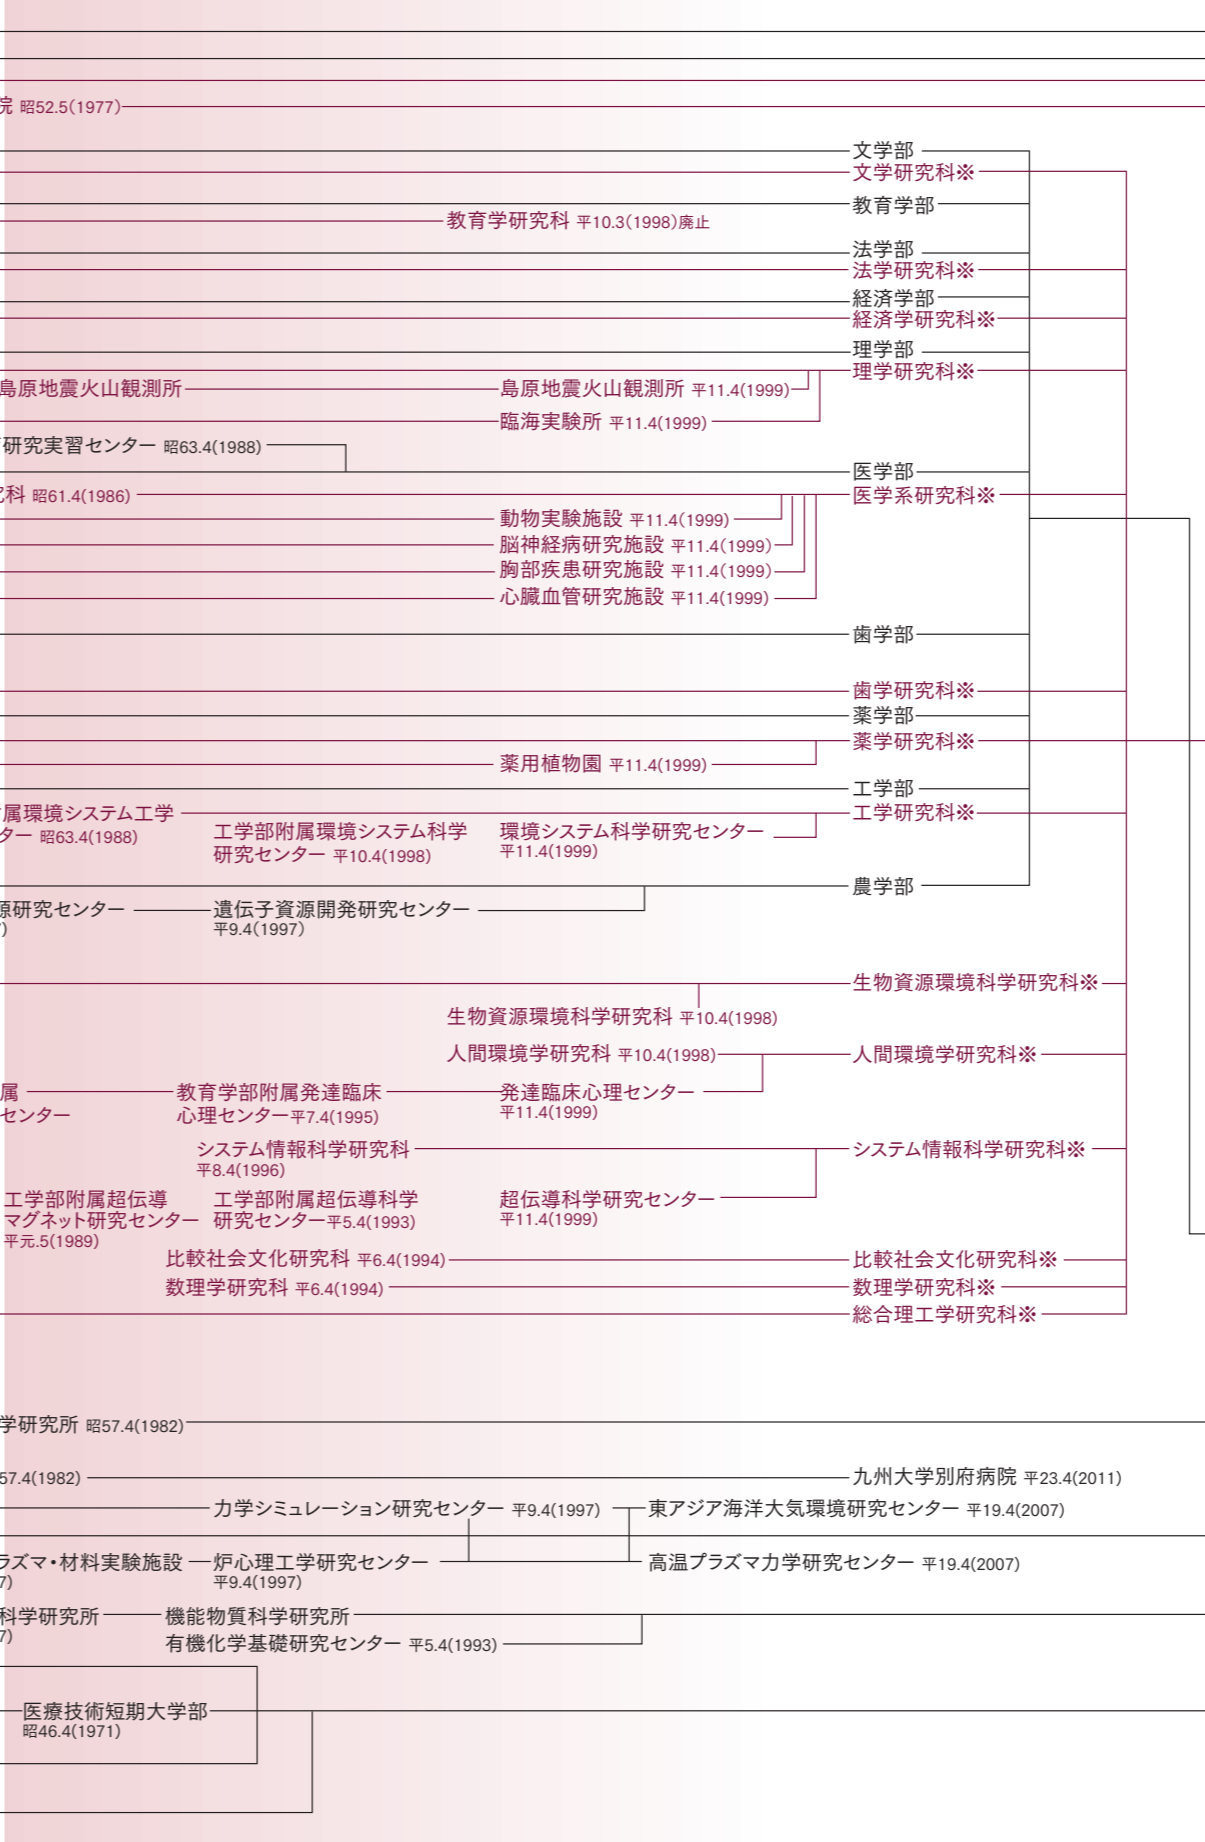 院 昭52.5(1977)
文学部
文学研究科※
教育学部
教育学研究科 平10.3(1998)廃止
法学部
法学研究科※
経済学部
経済学研究科※
理学部
理学研究科※
島原地震火山観測所 島原地震火山観測所 平11.4(1999)
臨海実験所 平11.4(1999)
研究実習センター 昭63.4(1988)
医学部
科 昭61.4(1986) 医学系研究科※
動物実験施設 平11.4(1999)
脳神経病研究施設 平11.4(1999)
胸部疾患研究施設 平11.4(1999)
心臓血管研究施設 平11.4(1999)
歯学部
歯学研究科※
薬学部
薬学研究科※
薬用植物園 平11.4(1999)
工学部
属環境システム工学 工学研究科※
ター 昭63.4(1988)
工学部附属環境システム科学
研究センター 平10.4(1998)
環境システム科学研究センター
平11.4(1999)
農学部
源研究センター 遺伝子資源開発研究センター
平9.4(1997)
生物資源環境科学研究科※
生物資源環境科学研究科 平10.4(1998)
人間環境学研究科 平10.4(1998) 人間環境学研究科※
属
センター
教育学部附属発達臨床
心理センター平7.4(1995)
発達臨床心理センター
平11.4(1999)
システム情報科学研究科 システム情報科学研究科※
平8.4(1996)
工学部附属超伝導
マグネット研究センター
平元.5(1989)
工学部附属超伝導科学
研究センター平5.4(1993)
超伝導科学研究センター
平11.4(1999)
比較社会文化研究科 平6.4(1994) 比較社会文化研究科※
数理学研究科 平6.4(1994) 数理学研究科※
総合理工学研究科※
学研究所 昭57.4(1982)
57.4(1982) 九州大学別府病院 平23.4(2011)
力学シミュレーション研究センター 平9.4(1997) 東アジア海洋大気環境研究センター 平19.4(2007)
ラズマ・材料実験施設
7)
炉心理工学研究センター
平9.4(1997)
高温プラズマ力学研究センター 平19.4(2007)
科学研究所
7)
機能物質科学研究所
有機化学基礎研究センター 平5.4(1993)
医療技術短期大学部
昭46.4(1971)